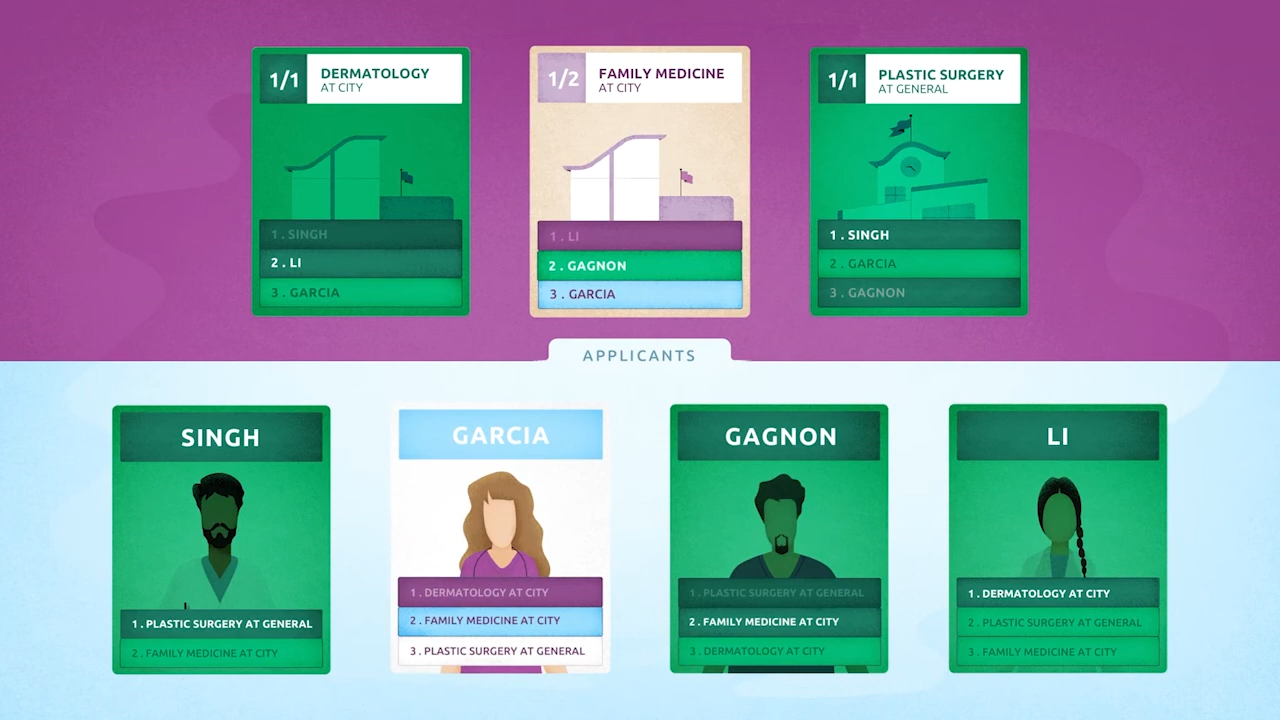 1/1
DERMATOLOGY
AT CITY
1 . SINGH
2 . LI
3 . GARCIA
1/2
FAMILY MEDICINE
AT CITY
1 . LI
2 . GAGNON
3 . GARCIA
1/1
PLASTIC SURGERY
AT GENERAL
1 . SINGH
2 . GARCIA
3 . GAGNON
APPLICANTS
SINGH
1 . PLASTIC SURGERY AT GENERAL
2 . FAMILY MEDICINE AT CITY
GARCIA
1 . DERMATOLOGY AT CITY
2 . FAMILY MEDICINE AT CITY
3 . PLASTIC SURGERY AT GENERAL
GAGNON
1 . PLASTIC SURGERY AT GENERAL
2 . FAMILY MEDICINE AT CITY
3 . DERMATOLOGY AT CITY
LI
1 . DERMATOLOGY AT CITY
2 . PLASTIC SURGERY AT GENERAL
3 . FAMILY MEDICINE AT CITY